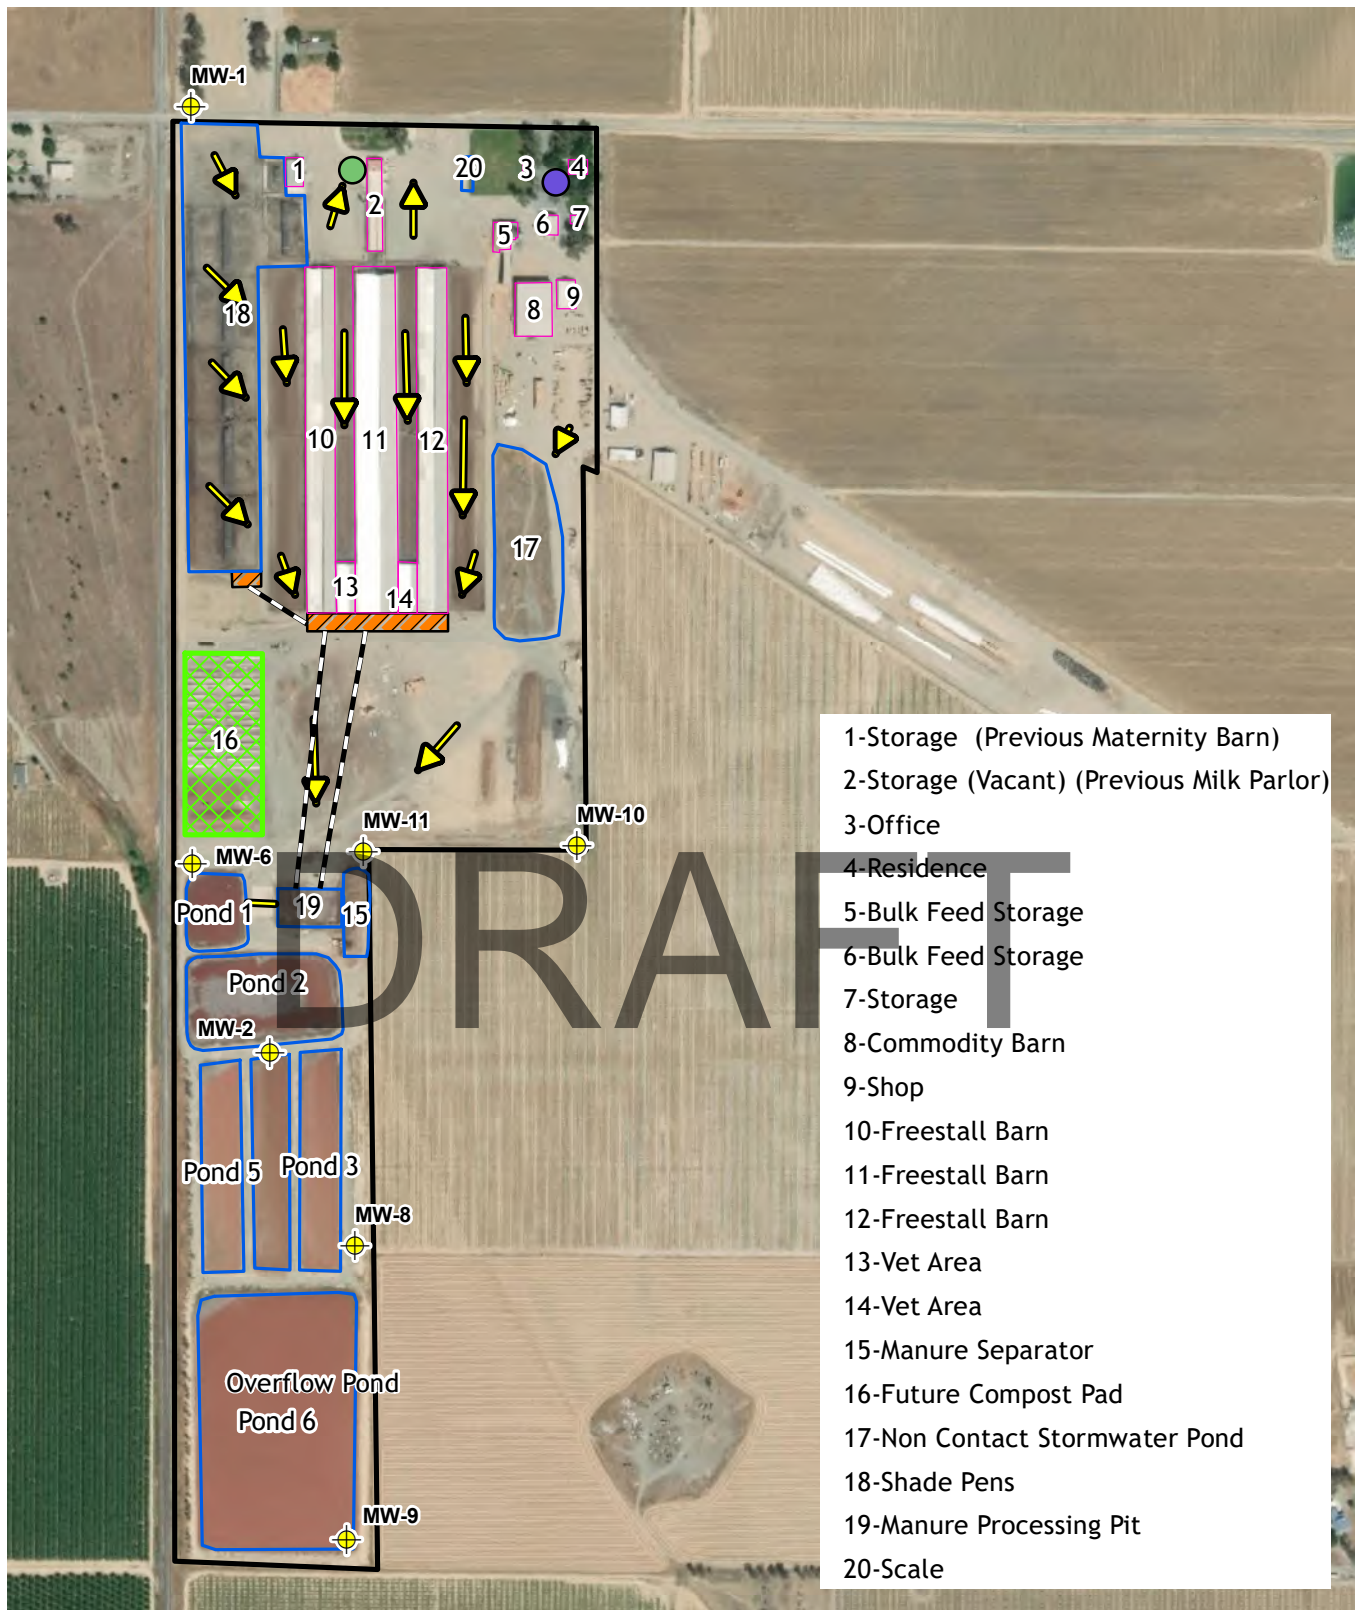 MW-1
1
2
20
3
4
5
6
7
8
9
18
10
11
12
17
13
14
16
MW-11
MW-10
MW-6
Pond 1
19
15
Pond 2
MW-2
Pond 5
Pond 3
MW-8
Overflow Pond
Pond 6
MW-9
DRAFT
1-Storage (Previous Maternity Barn)
2-Storage (Vacant) (Previous Milk Parlor)
3-Office
4-Residence
5-Bulk Feed Storage
6-Bulk Feed Storage
7-Storage
8-Commodity Barn
9-Shop
10-Freestall Barn
11-Freestall Barn
12-Freestall Barn
13-Vet Area
14-Vet Area
15-Manure Separator
16-Future Compost Pad
17-Non Contact Stormwater Pond
18-Shade Pens
19-Manure Processing Pit
20-Scale